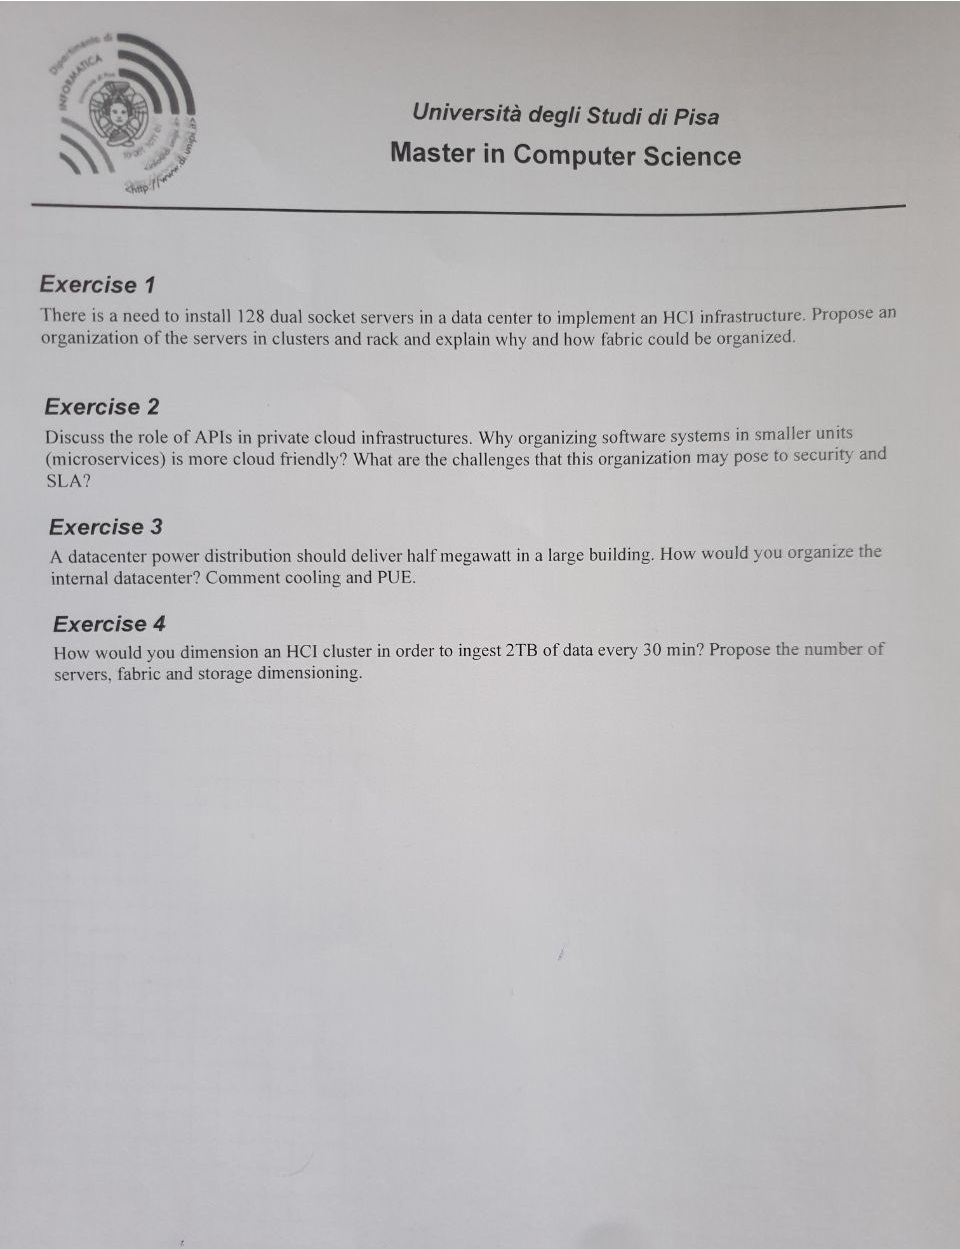 Dipartimento di
INFORMATICA
<http://www.di.unipi.it>
Università degli Studi di Pisa
Master in Computer Science
Exercise 1
There is a need to install 128 dual socket servers in a data center to implement an HCI infrastructure. Propose an
organization of the servers in clusters and rack and explain why and how fabric could be organized.
Exercise 2
Discuss the role of APIs in private cloud infrastructures. Why organizing software systems in smaller units
(microservices) is more cloud friendly? What are the challenges that this organization may pose to security and
SLA?
Exercise 3
A datacenter power distribution should deliver half megawatt in a large building. How would you organize the
internal datacenter? Comment cooling and PUE.
Exercise 4
How would you dimension an HCI cluster in order to ingest 2TB of data every 30 min? Propose the number of
servers, fabric and storage dimensioning.